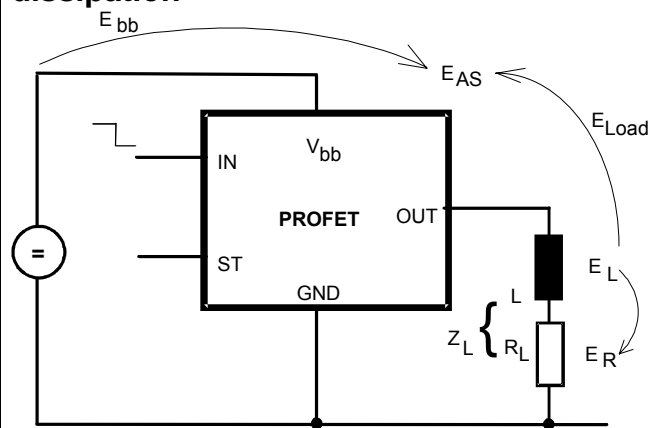 dissipation
E bb
E AS
E Load
IN
V bb
PROFET
OUT
=
ST
GND
E L
L
Z L { R L
E R